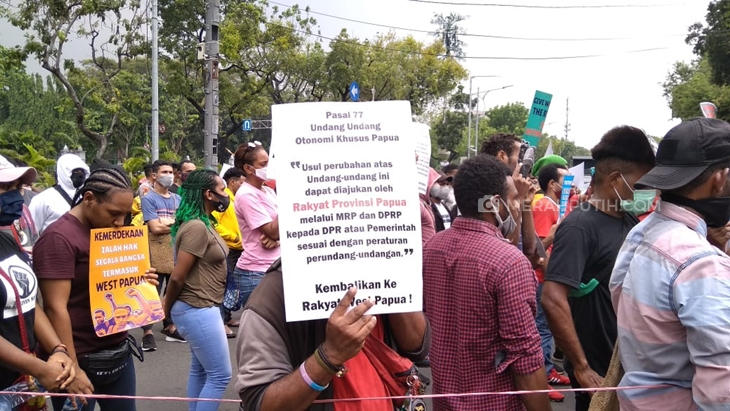 Pasal 77
Undang Undang
Otonomi Khusus Papua
"Usul perubahan atas
Undang-undang ini
dapat diajukan oleh
Rakyat Provinsi Papua
melalui MRP dan DPRP
kepada DPR atau Pemerintah
sesuai dengan peraturan
perundang-undangan."
Kembalikan Ke
Rakyat West Papua !
KEMERDEKAAN
IALAH HAK
SEGALA BANGSA
TERMASUK
WEST PAPUA
MERAHPUTIH.COM